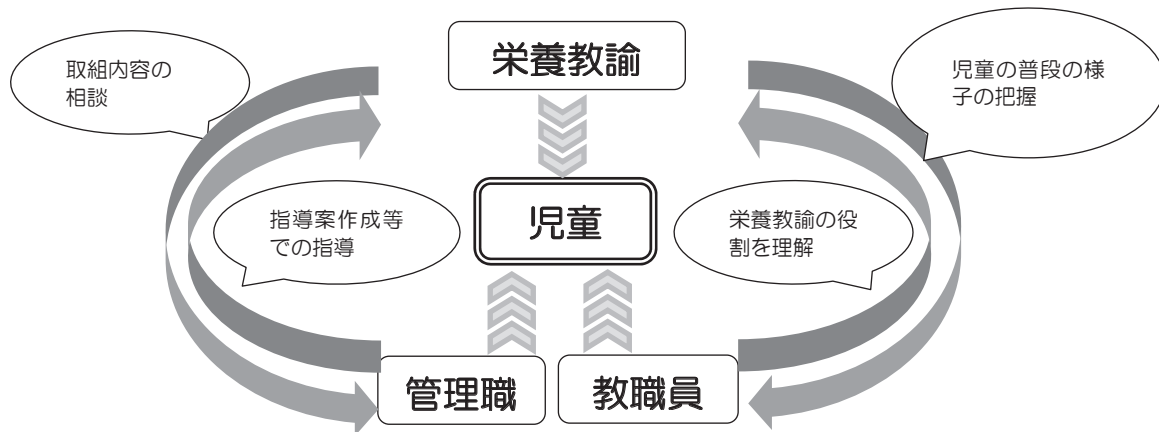 栄養教諭
取組内容の
相談
児童の普段の様
子の把握
児童
指導案作成等
での指導
栄養教諭の役
割を理解
管理職
教職員